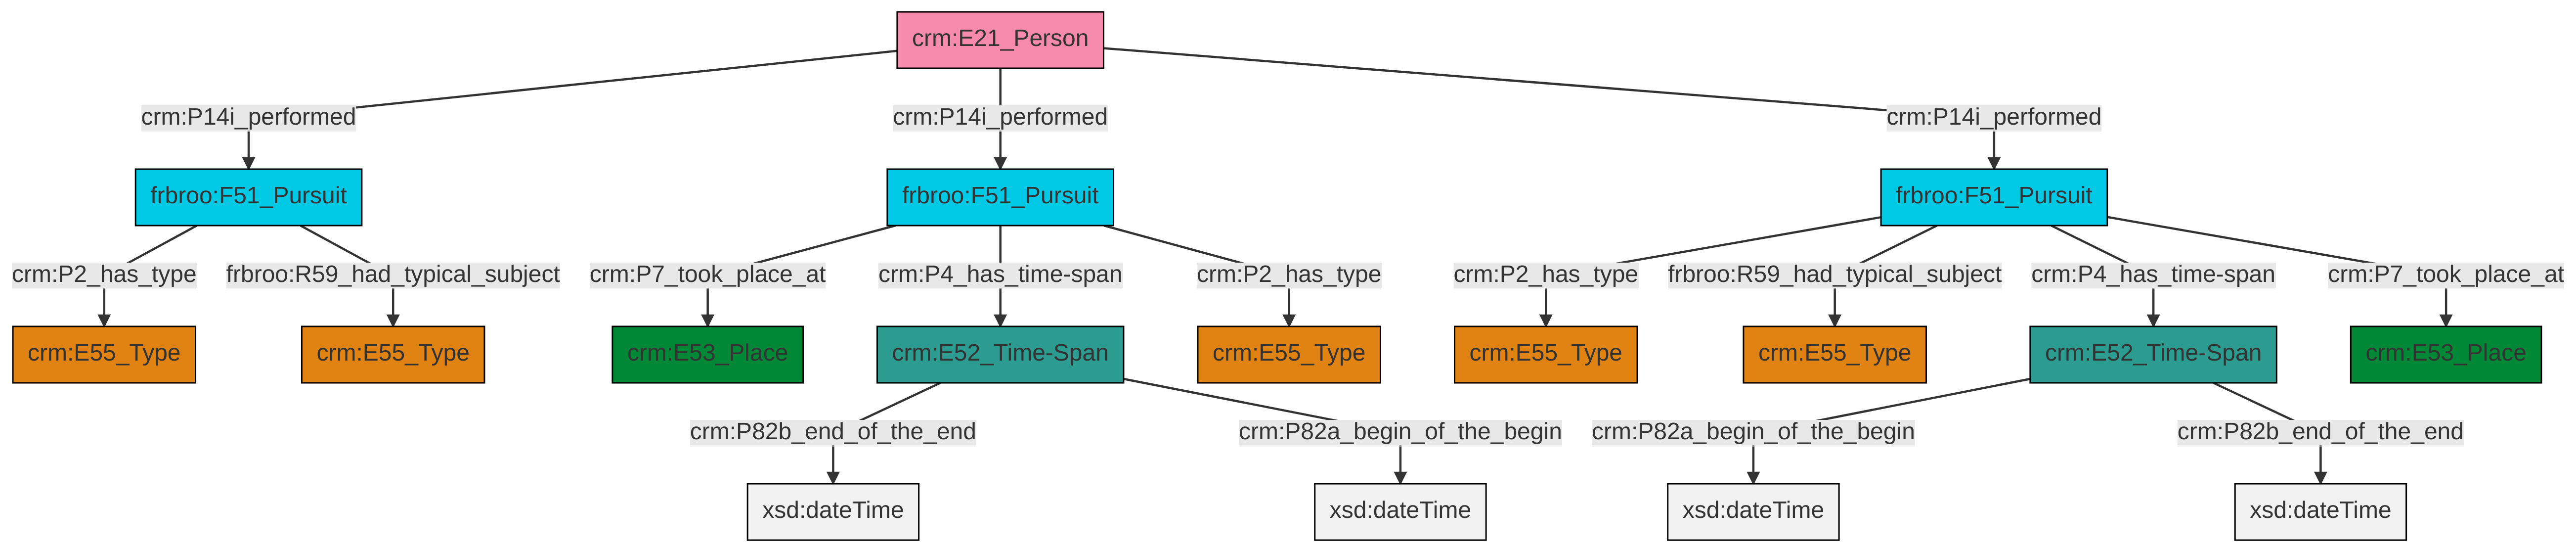 crm:E21_Person
crm:P14i_performed crm:P14i_performed crm:P14i_performed
frbroo:F51_Pursuit frbroo:F51_Pursuit frbroo:F51_Pursuit
crm:P2_has_type frbroo:R59_had_typical_subject crm:P7_took_place_at crm:P4_has_time-span crm:P2_has_type crm:P2_has_type frbroo:R59_had_typical_subject crm:P4_has_time-span crm:P7_took_place_at
crm:E55_Type crm:E55_Type crm:E53_Place crm:E52_Time-Span crm:E55_Type crm:E55_Type crm:E55_Type crm:E52_Time-Span crm:E53_Place
crm:P82b_end_of_the_end crm:P82a_begin_of_the_begin crm:P82a_begin_of_the_begin crm:P82b_end_of_the_end
xsd:dateTime xsd:dateTime xsd:dateTime xsd:dateTime